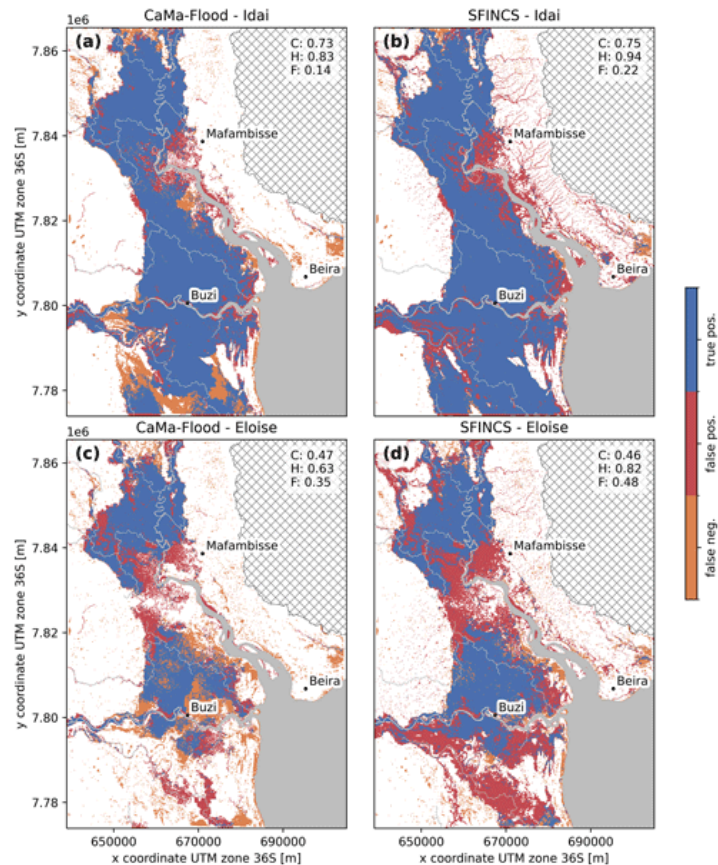 CaMa-Flood - Idai
SFINCS - Idai
(a)
C: 0.73
H: 0.83
F: 0.14
(b)
C: 0.75
H: 0.94
F: 0.22
1e6
7.86
7.84
7.82
7.80
7.78
y coordinate UTM zone 36S [m]
Mafambisse
Buzi
Beira
Mafambisse
Buzi
Beira
true pos.
false pos.
false neg.
CaMa-Flood - Eloise
SFINCS - Eloise
(c)
C: 0.47
H: 0.63
F: 0.35
(d)
C: 0.46
H: 0.82
F: 0.48
1e6
7.86
7.84
7.82
7.80
7.78
y coordinate UTM zone 36S [m]
Mafambisse
Buzi
Beira
Mafambisse
Buzi
Beira
650000 670000 690000
650000 670000 690000
x coordinate UTM zone 36S [m]
x coordinate UTM zone 36S [m]